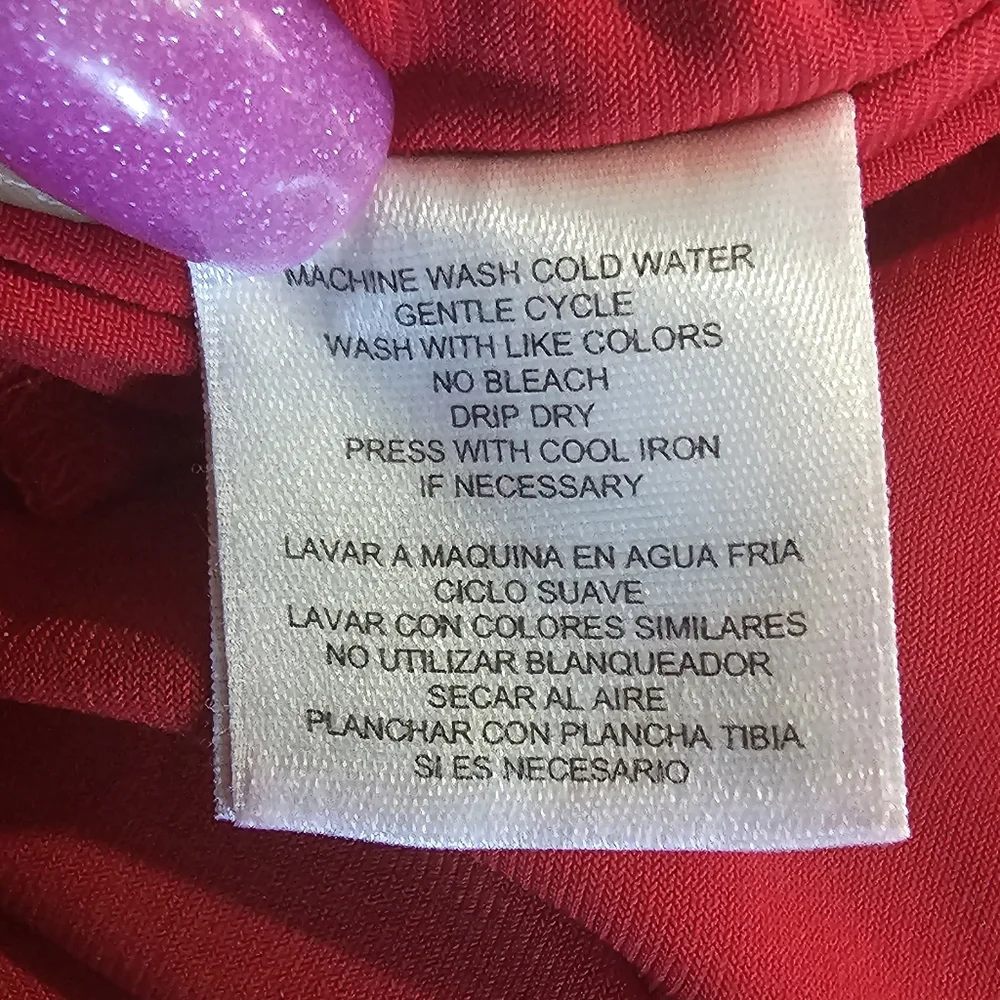 MACHINE WASH COLD WATER
GENTLE CYCLE
WASH WITH LIKE COLORS
NO BLEACH
DRIP DRY
PRESS WITH COOL IRON
IF NECESSARY
LAVAR A MAQUINA EN AGUA FRIA
CICLO SUAVE
LAVAR CON COLORES SIMILARES
NO UTILIZAR BLANQUEADOR
SECAR AL AIRE
PLANCHAR CON PLANCHA TIBIA
SI ES NECESARIO